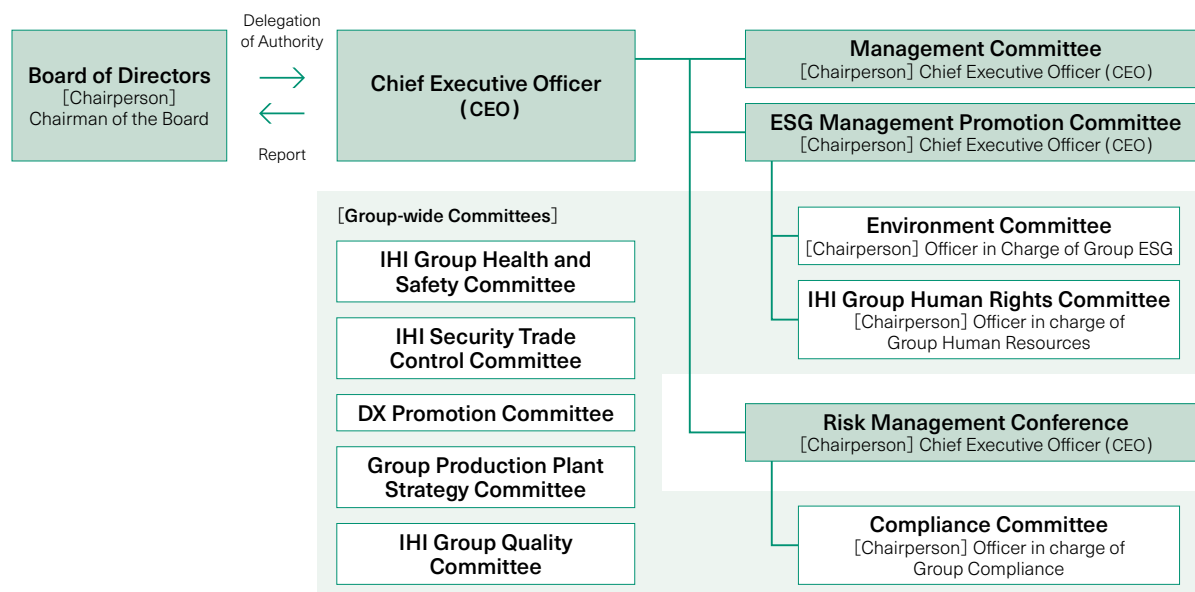 Delegation
of Authority
Board of Directors
[Chairperson]
Chairman of the Board
Report
Chief Executive Officer
(CEO)
Management Committee
[Chairperson] Chief Executive Officer (CEO)
ESG Management Promotion Committee
[Chairperson] Chief Executive Officer (CEO)
Environment Committee
[Chairperson] Officer in Charge of Group ESG
IHI Group Human Rights Committee
[Chairperson] Officer in charge of
Group Human Resources
Risk Management Conference
[Chairperson] Chief Executive Officer (CEO)
Compliance Committee
[Chairperson] Officer in charge of
Group Compliance
[Group-wide Committees]
IHI Group Health and
Safety Committee
IHI Security Trade
Control Committee
DX Promotion Committee
Group Production Plant
Strategy Committee
IHI Group Quality
Committee